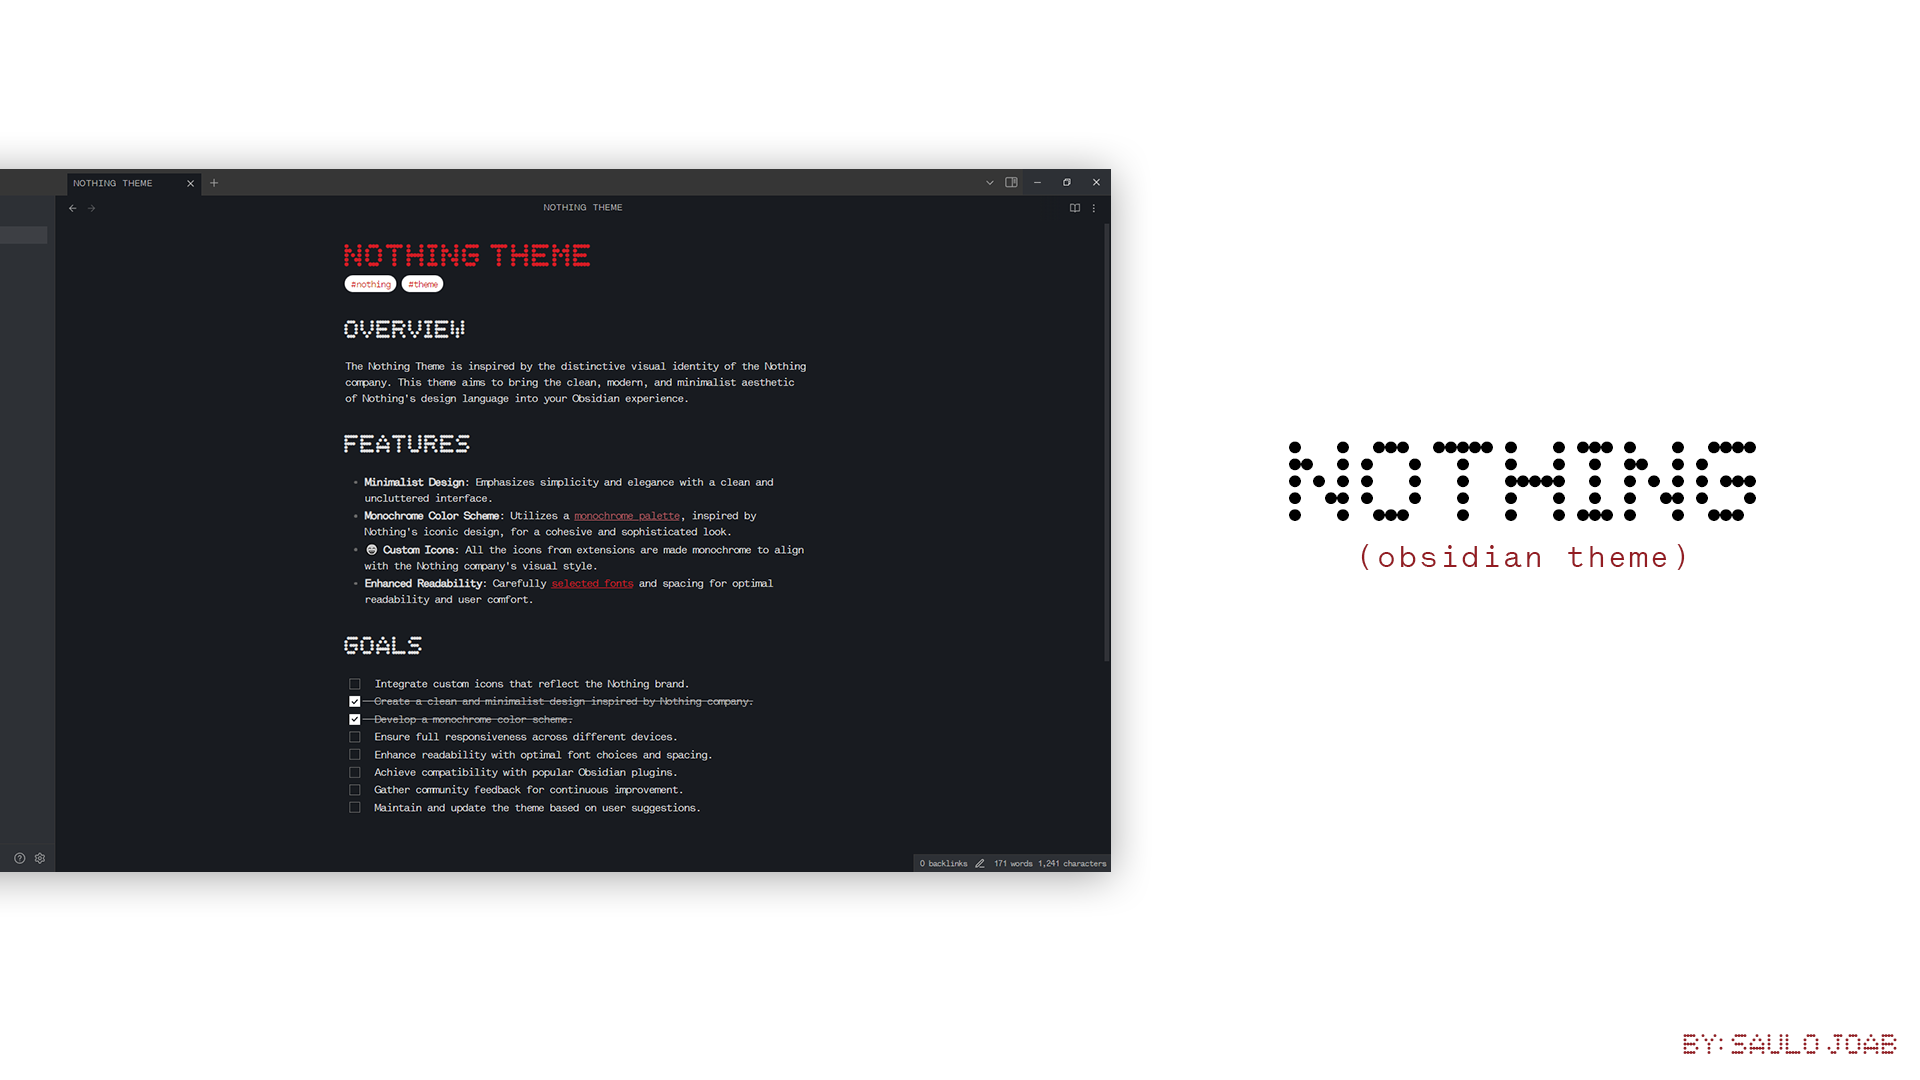 NOTHING THEME
NOTHING THEME
NOTHING THEME
#nothing #theme
OVERVIEW
The Nothing Theme is inspired by the distinctive visual identity of the Nothing
company. This theme aims to bring the clean, modern, and minimalist aesthetic
of Nothing's design language into your Obsidian experience.
FEATURES
Minimalist Design: Emphasizes simplicity and elegance with a clean and
uncluttered interface.
Monochrome Color Scheme: Utilizes a monochrome palette, inspired by
Nothing's iconic design, for a cohesive and sophisticated look.
Custom Icons: All the icons from extensions are made monochrome to align
with the Nothing company's visual style.
Enhanced Readability: Carefully selected fonts and spacing for optimal
readability and user comfort.
GOALS
Integrate custom icons that reflect the Nothing brand.
Create a clean and minimalist design inspired by Nothing company.
Develop a monochrome color scheme.
Ensure full responsiveness across different devices.
Enhance readability with optimal font choices and spacing.
Achieve compatibility with popular Obsidian plugins.
Gather community feedback for continuous improvement.
Maintain and update the theme based on user suggestions.
0 backlinks 171 words 1,241 characters
NOTHING
(obsidian theme)
BY: SAULO JOAB